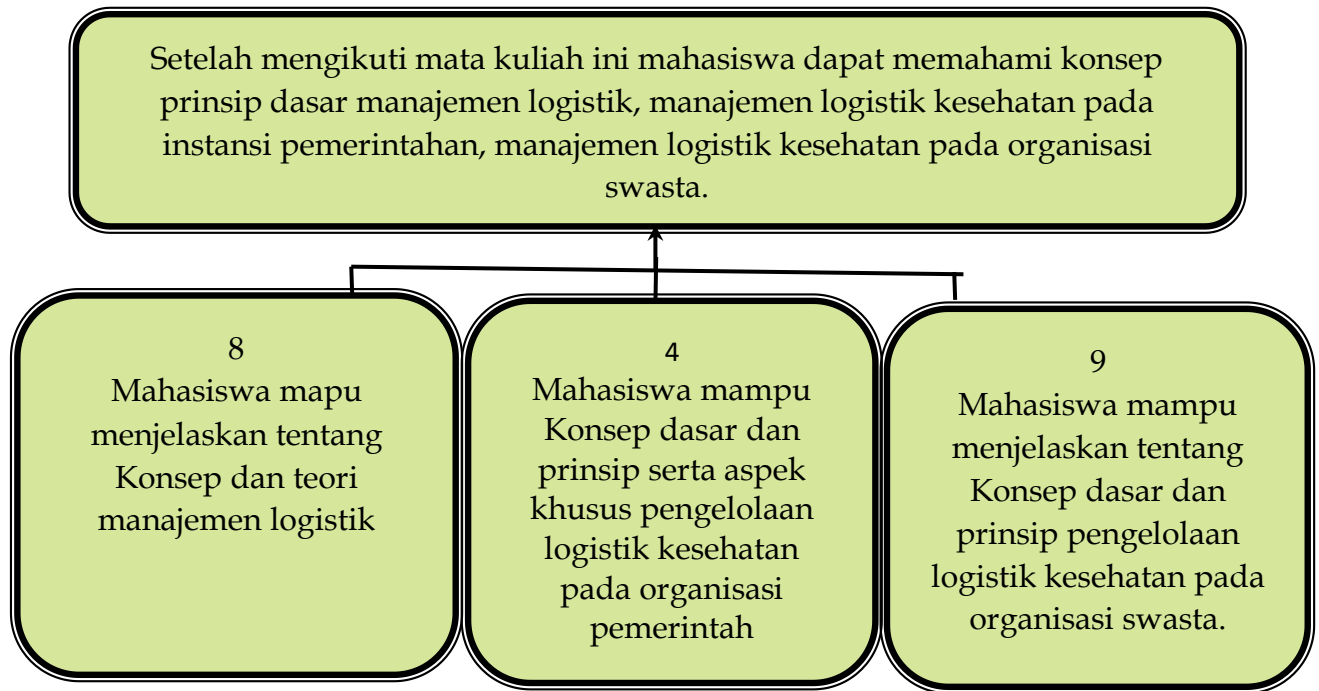 Setelah mengikuti mata kuliah ini mahasiswa dapat memahami konsep
prinsip dasar manajemen logistik, manajemen logistik kesehatan pada
instansi pemerintahan, manajemen logistik kesehatan pada organisasi
swasta.
8
Mahasiswa mapu
menjelaskan tentang
Konsep dan teori
manajemen logistik
4
Mahasiswa mampu
Konsep dasar dan
prinsip serta aspek
khusus pengelolaan
logistik kesehatan
pada organisasi
pemerintah
9
Mahasiswa mampu
menjelaskan tentang
Konsep dasar dan
prinsip pengelolaan
logistik kesehatan pada
organisasi swasta.